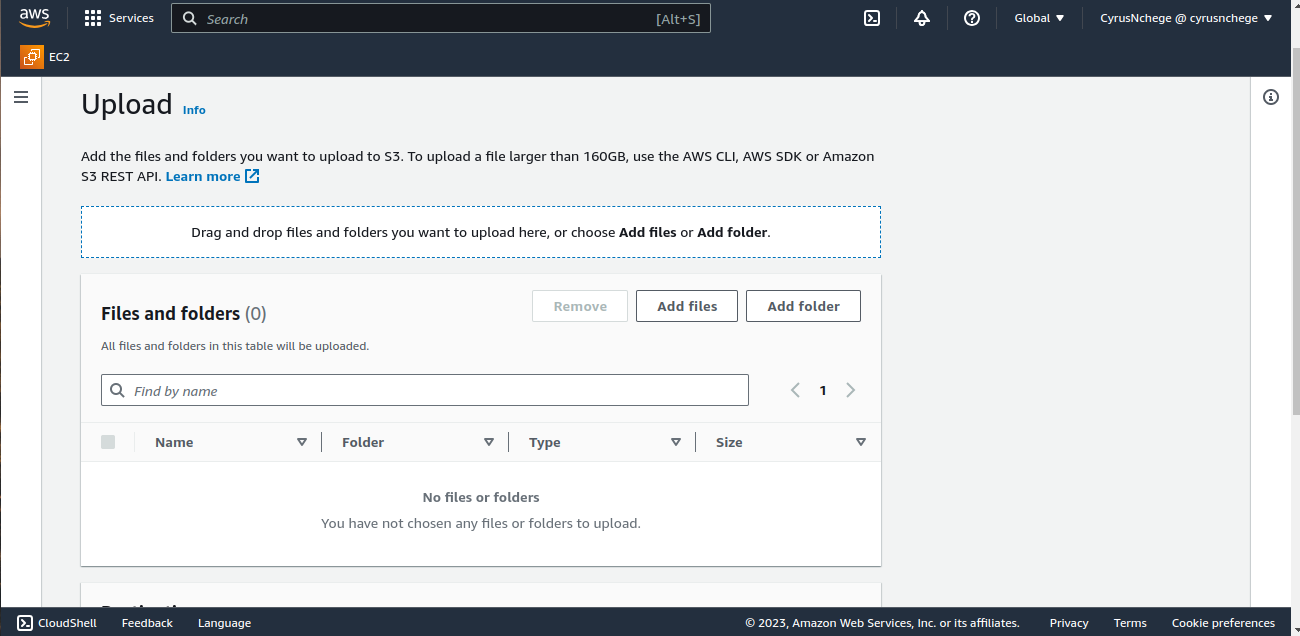 aws
Services
Search
[Alt+S]
Global
CyrusNchege @ cyrusnchege
EC2
Upload
Info
Add the files and folders you want to upload to S3. To upload a file larger than 160GB, use the AWS CLI, AWS SDK or Amazon
S3 REST API. Learn more
Drag and drop files and folders you want to upload here, or choose Add files or Add folder.
Files and folders (0)
Remove
Add files
Add folder
All files and folders in this table will be uploaded.
Find by name
1
Name
Folder
Type
Size
No files or folders
You have not chosen any files or folders to upload.
CloudShell
Feedback
Language
© 2023, Amazon Web Services, Inc. or its affiliates.
Privacy
Terms
Cookie preferences